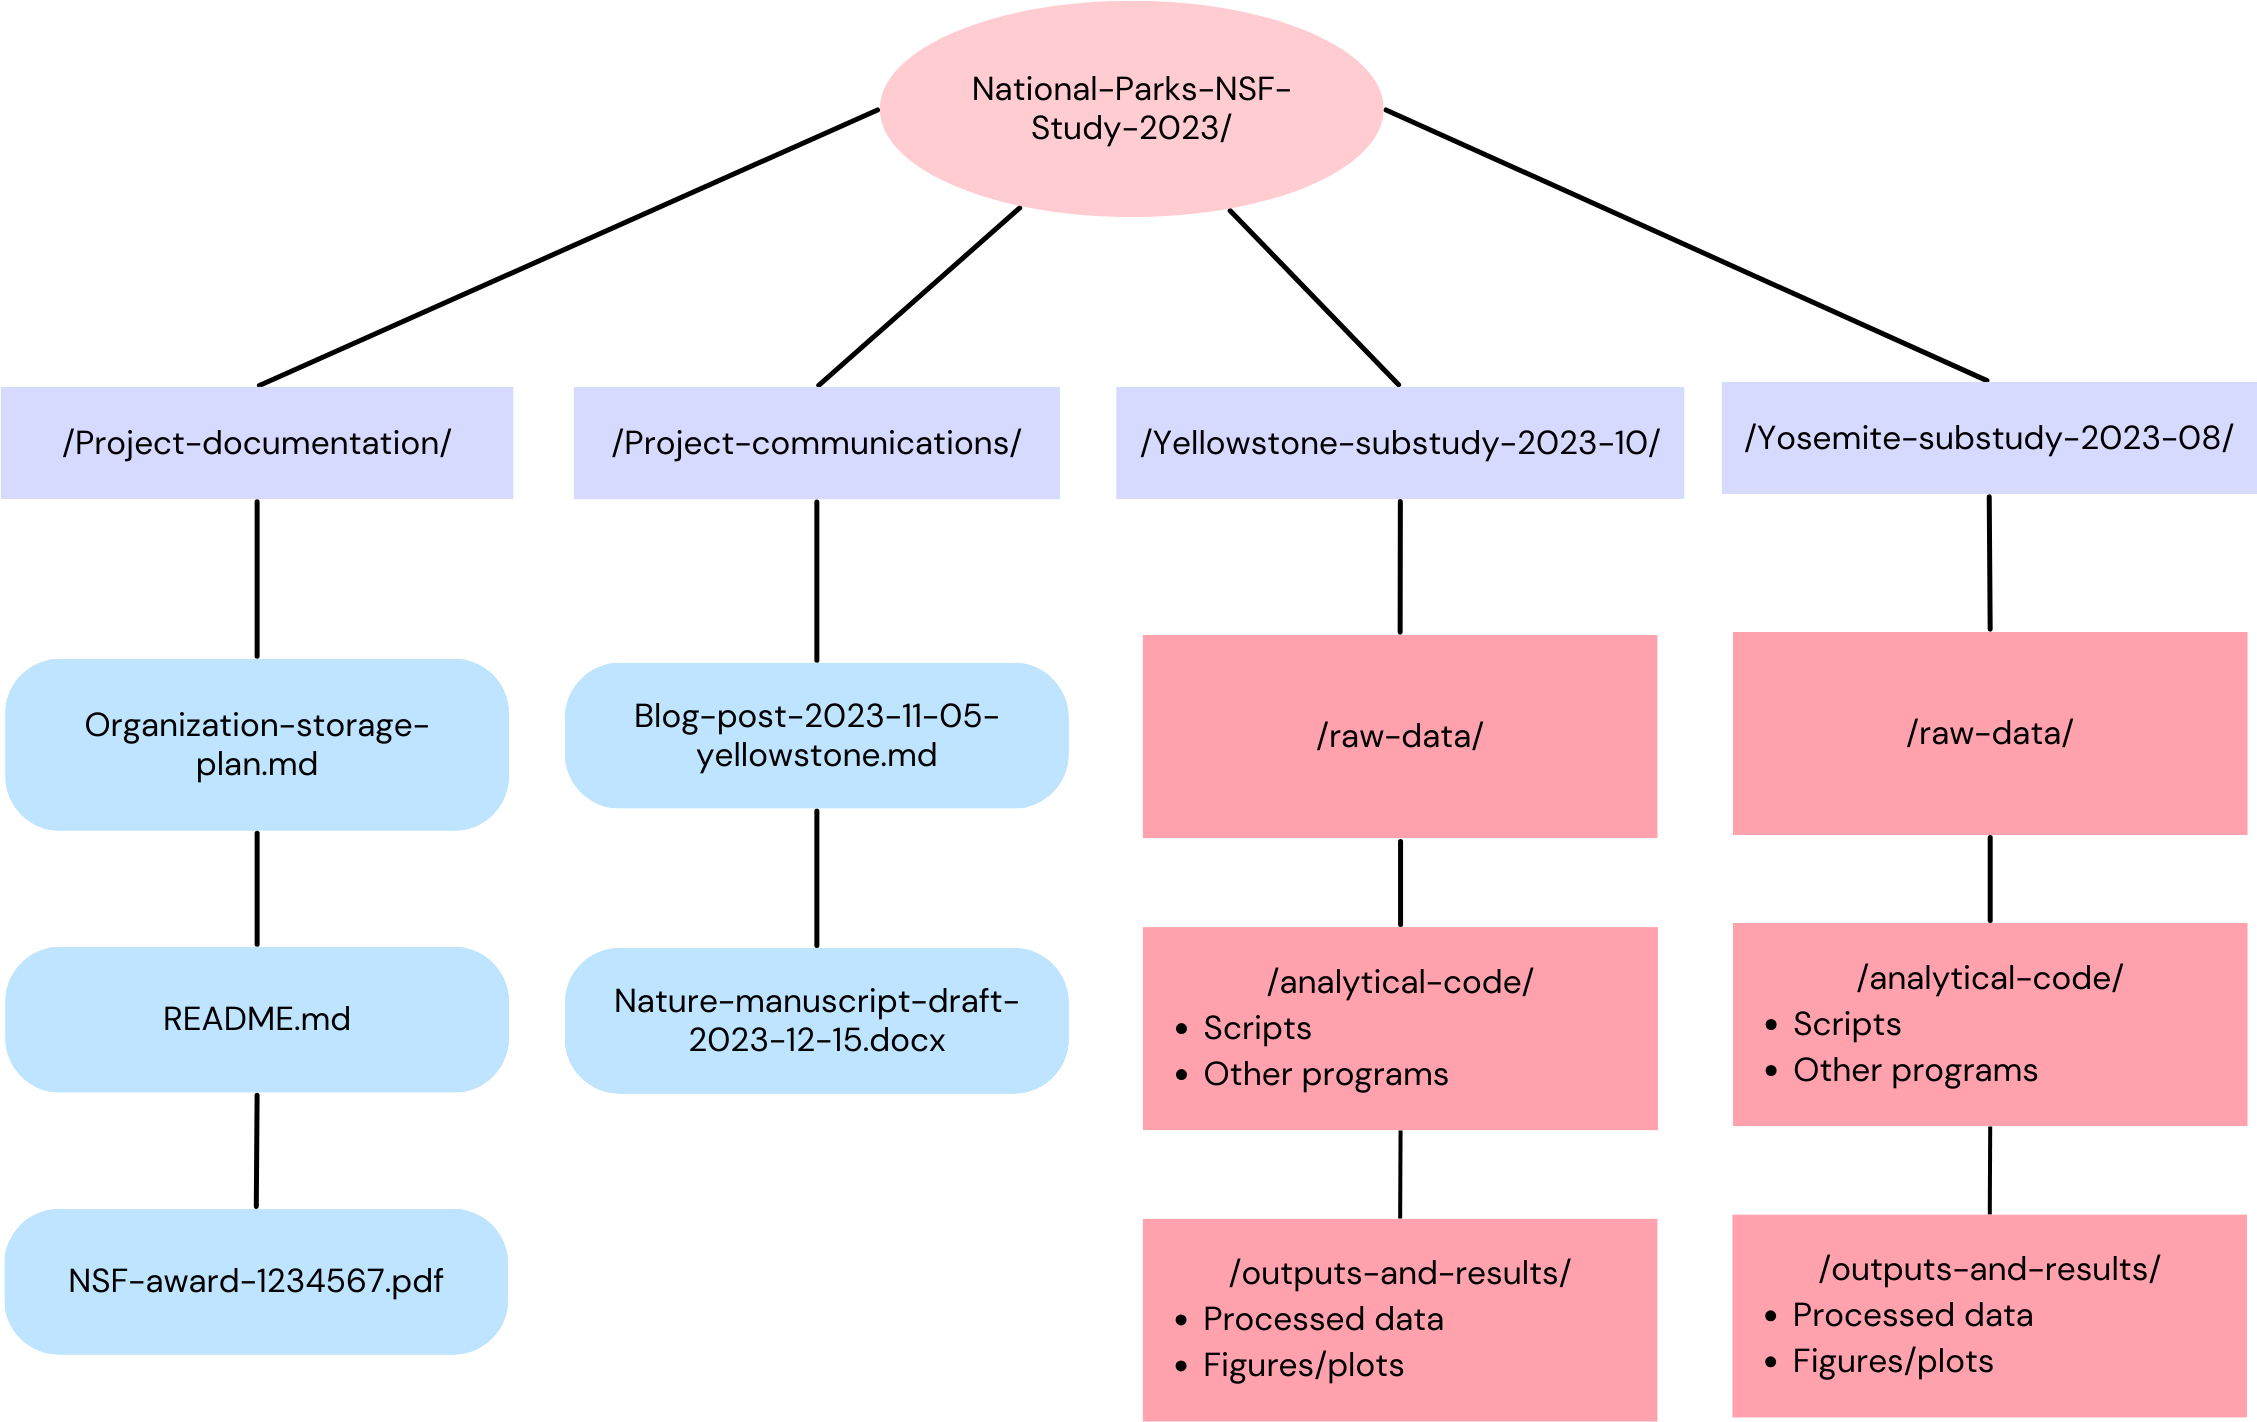 National-Parks-NSF-
Study-2023/
/Project-documentation/
/Project-communications/
/Yellowstone-substudy-2023-10/
/Yosemite-substudy-2023-08/
Organization-storage-
plan.md
README.md
NSF-award-1234567.pdf
Blog-post-2023-11-05-
yellowstone.md
Nature-manuscript-draft-
2023-12-15.docx
/raw-data/
/analytical-code/
• Scripts
• Other programs
/outputs-and-results/
• Processed data
• Figures/plots
/raw-data/
/analytical-code/
• Scripts
• Other programs
/outputs-and-results/
• Processed data
• Figures/plots